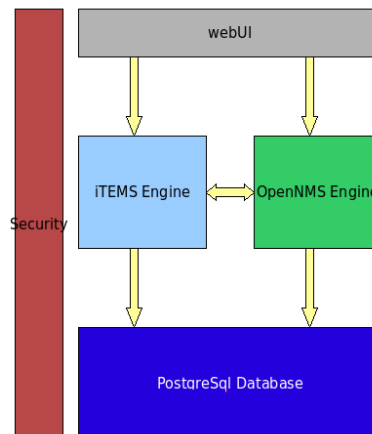 webUI
iTEMS Engine
OpenNMS Engine
Security
PostgreSql Database